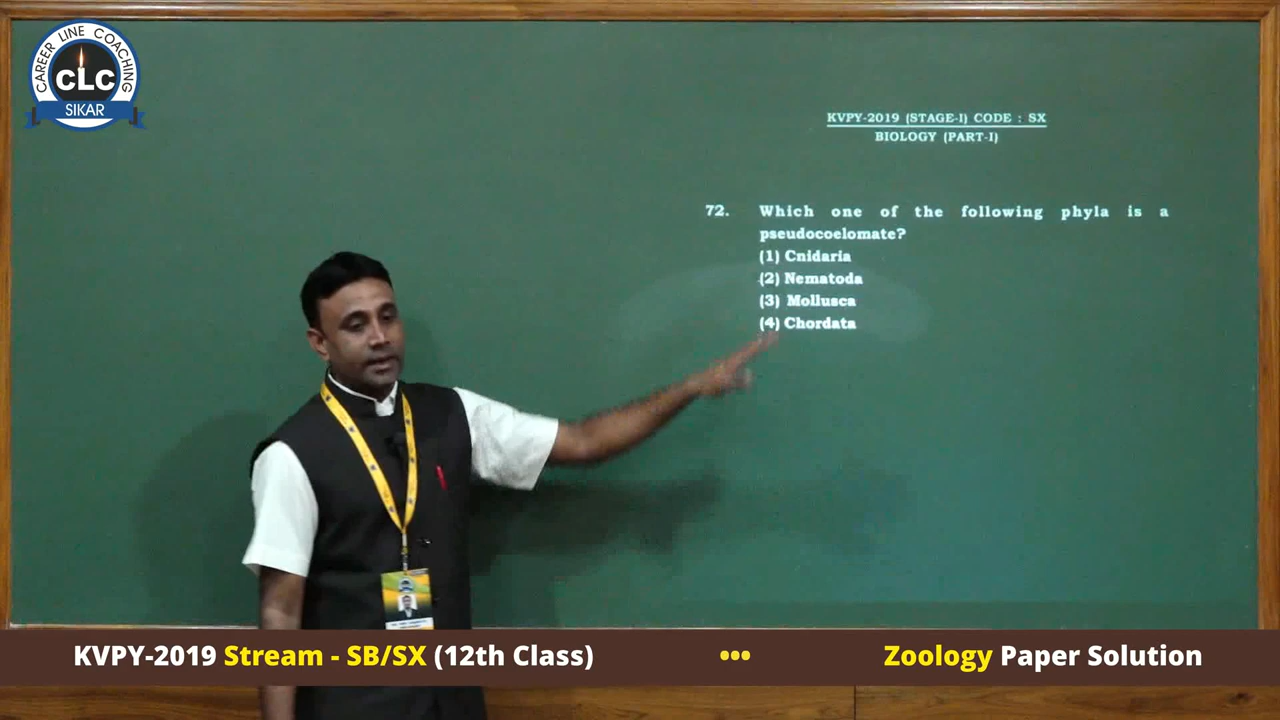 CAREER LINE COACHING
CLC
SIKAR
KVPY-2019 (STAGE-I) CODE : SX
BIOLOGY (PART-I)
72. Which one of the following phyla is a
pseudocoelomate?
(1) Cnidaria
(2) Nematoda
(3) Mollusca
(4) Chordata
KVPY-2019 Stream - SB/SX (12th Class) ••• Zoology Paper Solution